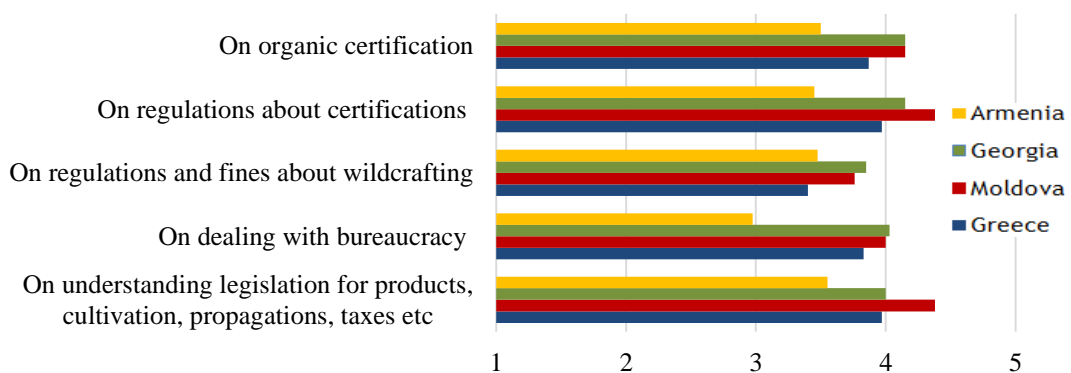 On organic certification
On regulations about certifications
On regulations and fines about wildcrafting
On dealing with bureaucracy
On understanding legislation for products,
cultivation, propagations, taxes etc
1 2 3 4 5
Armenia
Georgia
Moldova
Greece